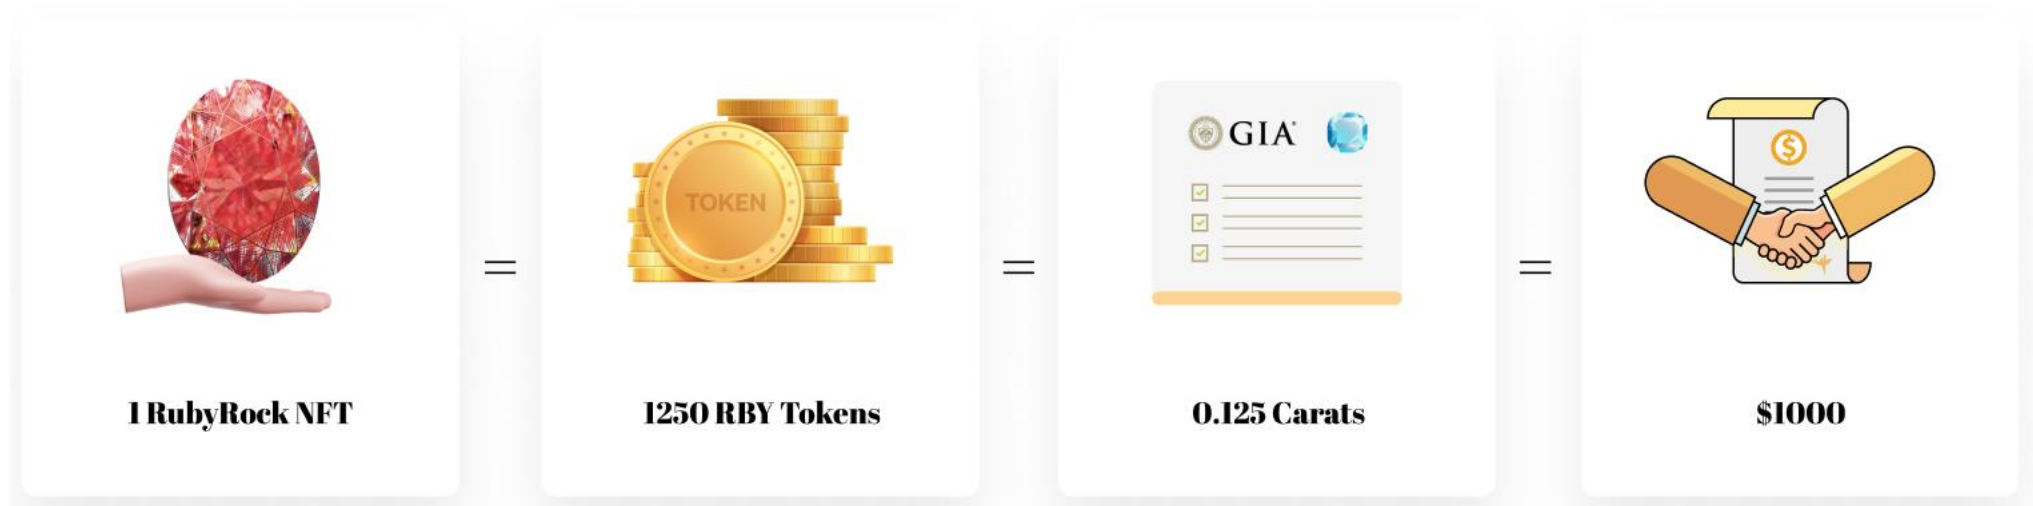 TOKEN
GIA
$
=
=
=
1 RubyRock NFT
1250 RBY Tokens
0.125 Carats
$1000